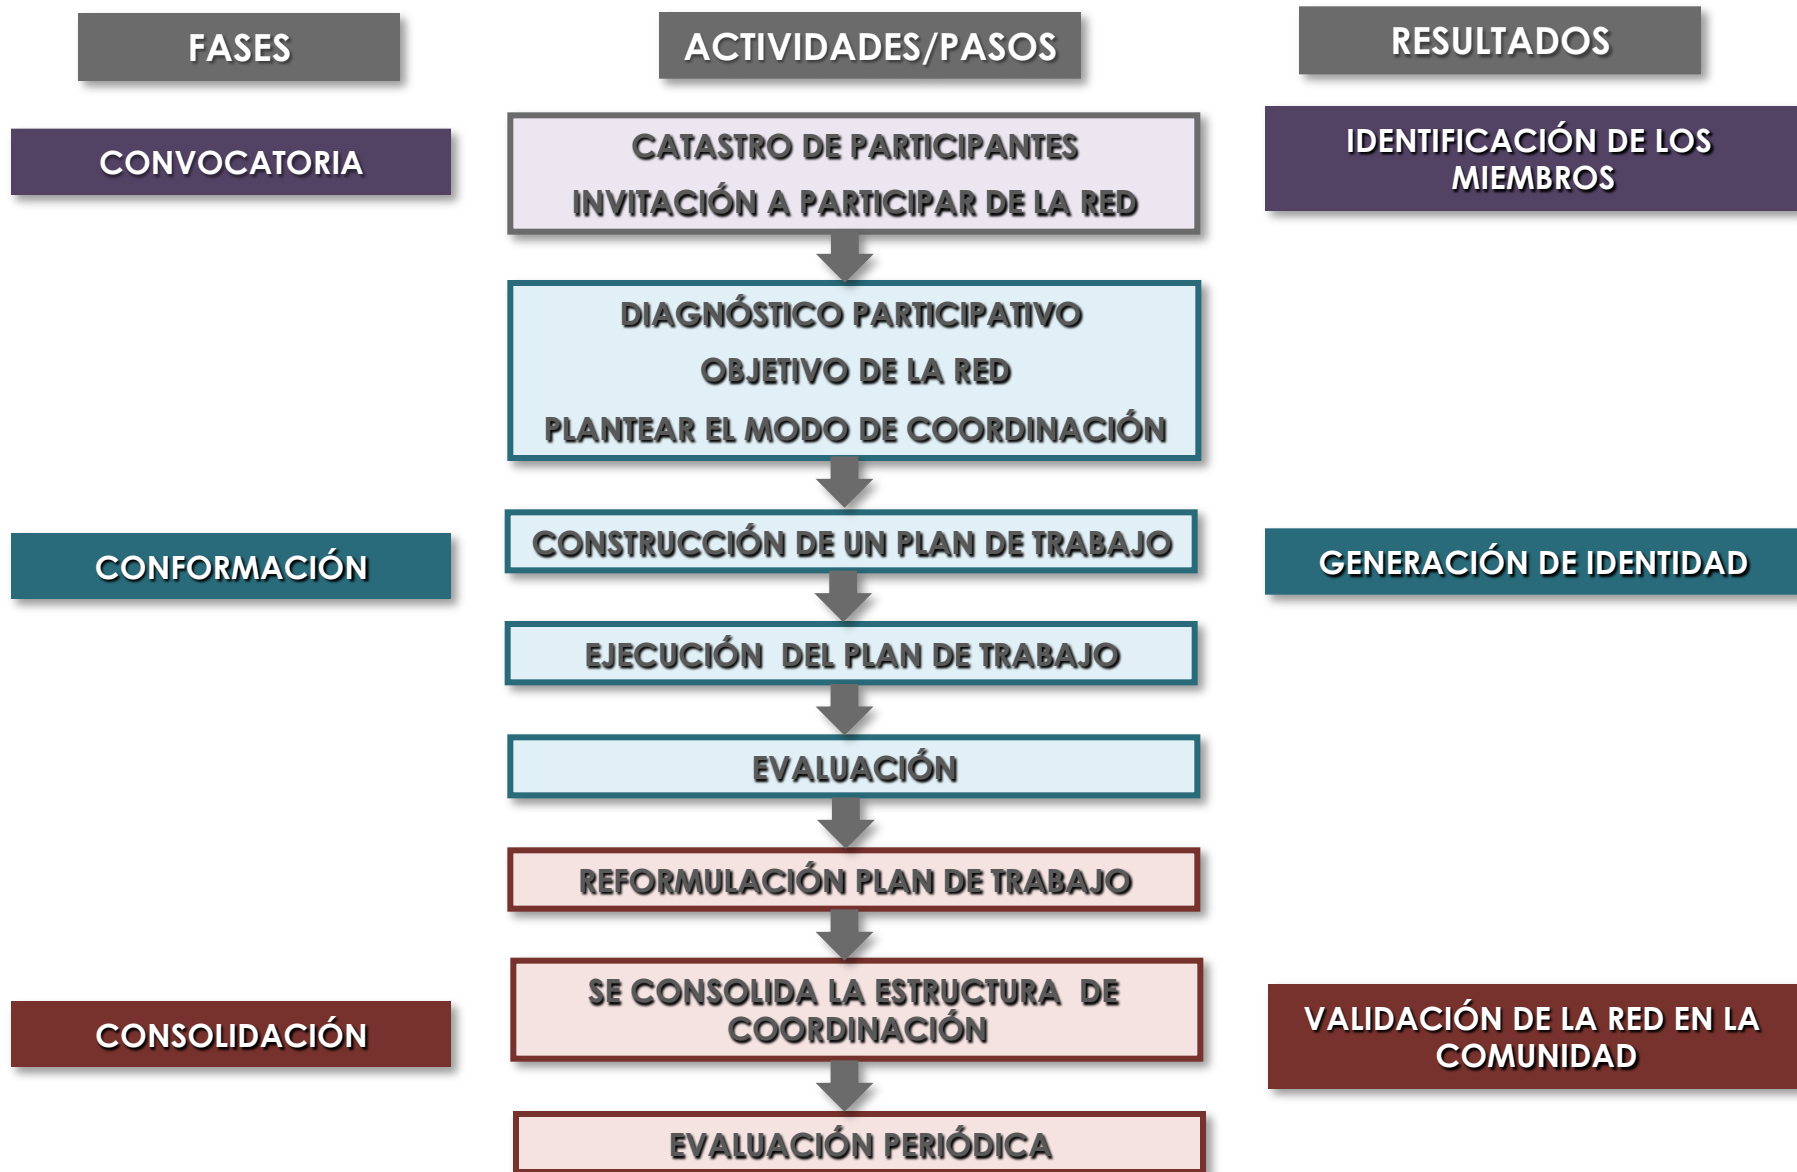 FASES
ACTIVIDADES/PASOS
RESULTADOS
CONVOCATORIA
CATASTRO DE PARTICIPANTES
INVITACIÓN A PARTICIPAR DE LA RED
IDENTIFICACIÓN DE LOS
MIEMBROS
DIAGNÓSTICO PARTICIPATIVO
OBJETIVO DE LA RED
PLANTEAR EL MODO DE COORDINACIÓN
CONFORMACIÓN
CONSTRUCCIÓN DE UN PLAN DE TRABAJO
GENERACIÓN DE IDENTIDAD
EJECUCIÓN DEL PLAN DE TRABAJO
EVALUACIÓN
REFORMULACIÓN PLAN DE TRABAJO
CONSOLIDACIÓN
SE CONSOLIDA LA ESTRUCTURA DE
COORDINACIÓN
VALIDACIÓN DE LA RED EN LA
COMUNIDAD
EVALUACIÓN PERIÓDICA